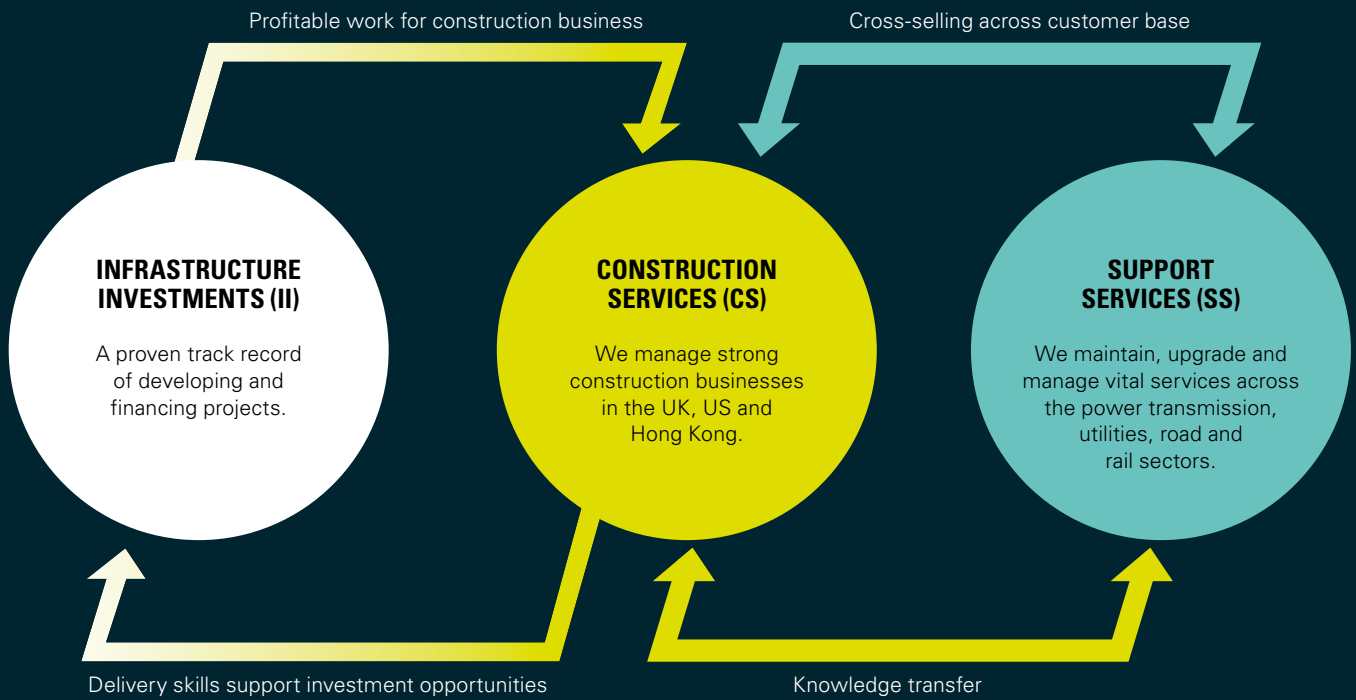 Profitable work for construction business
Cross-selling across customer base
INFRASTRUCTURE
INVESTMENTS (II)
A proven track record
of developing and
financing projects.
CONSTRUCTION
SERVICES (CS)
We manage strong
construction businesses
in the UK, US and
Hong Kong.
SUPPORT
SERVICES (SS)
We maintain, upgrade and
manage vital services across
the power transmission,
utilities, road and
rail sectors.
Delivery skills support investment opportunities
Knowledge transfer